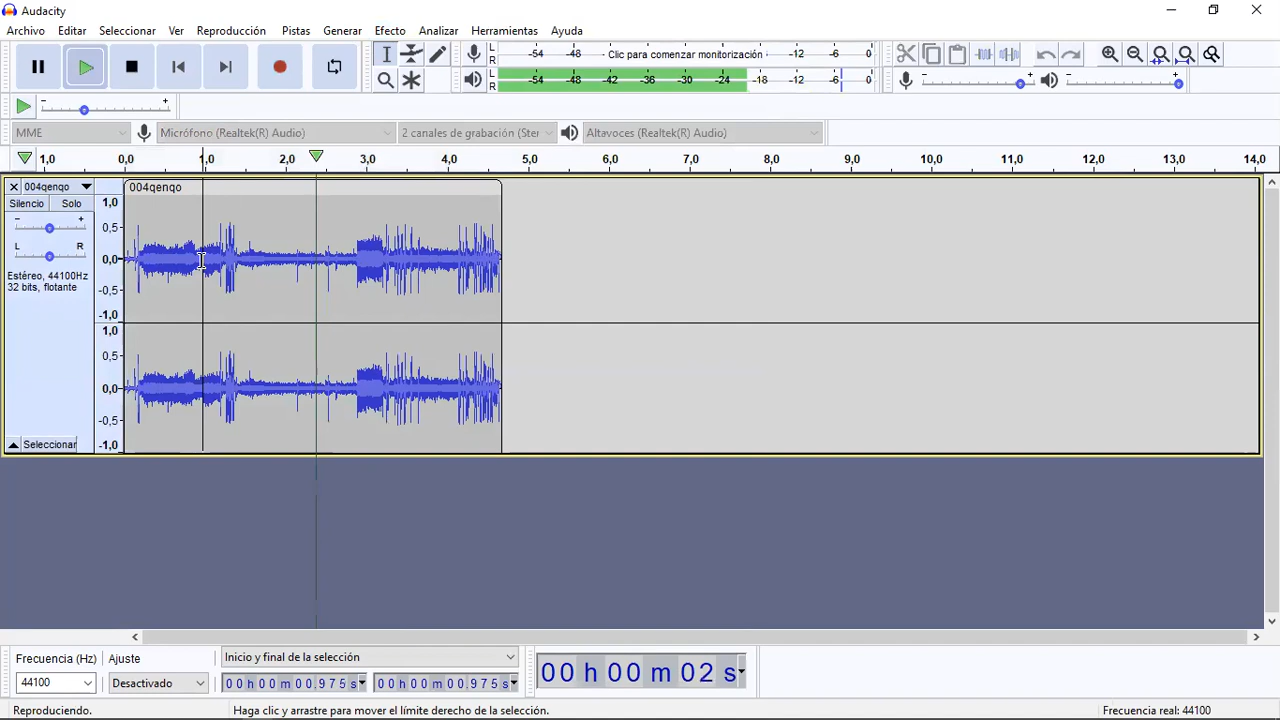 Audacity
Archivo Editar Seleccionar Ver Reproducción Pistas Generar Efecto Analizar Herramientas Ayuda
L R -54 -48 Clic para comenzar monitorización -12 -6 0
L R -54 -48 -42 -36 -30 -24 -18 -12 -6 0
- + - +
- +
MME Micrófono (Realtek(R) Audio) 2 canales de grabación (Ster Altavoces (Realtek(R) Audio)
1,0 0,0 1,0 2,0 3,0 4,0 5,0 6,0 7,0 8,0 9,0 10,0 11,0 12,0 13,0 14,0
004qenqo 004qenqo
Silencio Solo 1,0
- + 0,5
L R 0,0
Estéreo, 44100Hz
32 bits, flotante -0,5
-1,0
1,0
0,5
0,0
-0,5
Seleccionar -1,0
Frecuencia (Hz) Ajuste Inicio y final de la selección
44100 Desactivado 00 h 00 m 00.975 s 00 h 00 m 00.975 s 00 h 00 m 02 s
Reproduciendo. Haga clic y arrastre para mover el límite derecho de la selección. Frecuencia real: 44100